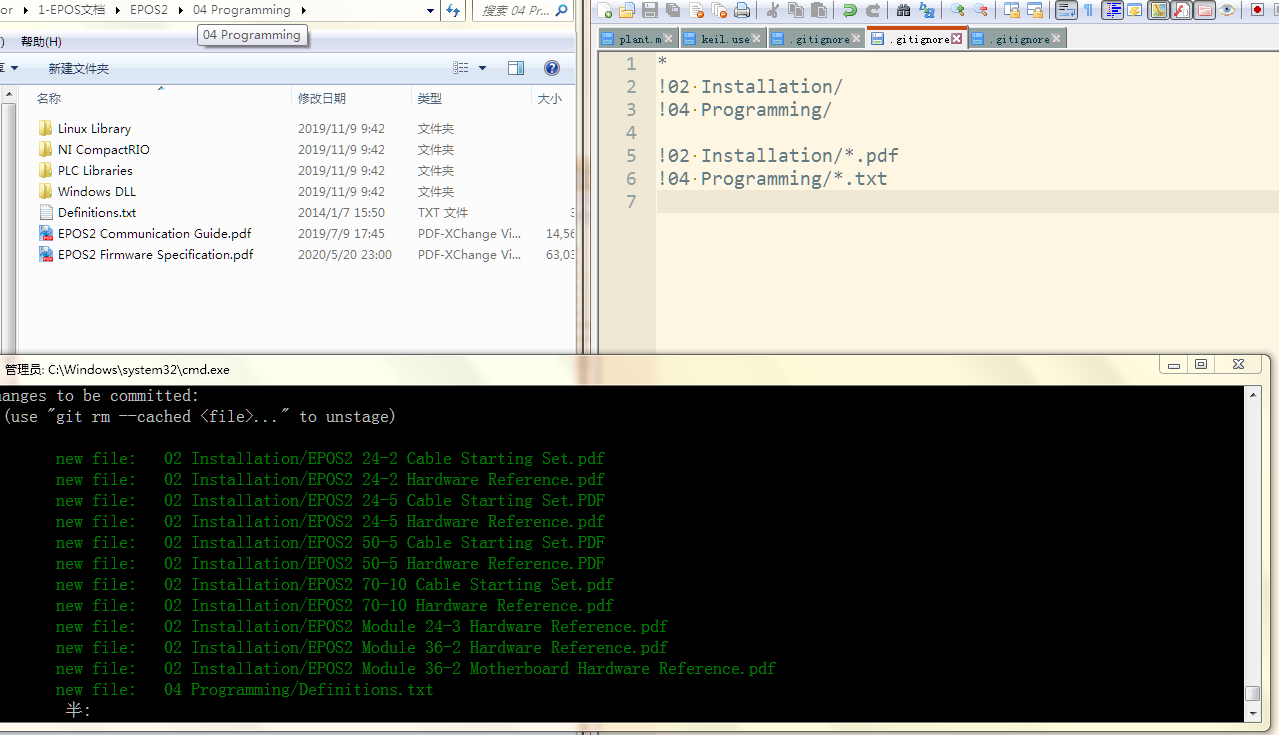 or ▸ 1-EPOS文档 ▸ EPOS2 ▸ 04 Programming ▸
搜索 04 Pr...
04 Programming
) 帮助(H)
新建文件夹
名称 修改日期 类型 大小
Linux Library 2019/11/9 9:42 文件夹
NI CompactRIO 2019/11/9 9:42 文件夹
PLC Libraries 2019/11/9 9:42 文件夹
Windows DLL 2019/11/9 9:42 文件夹
Definitions.txt 2014/1/7 15:50 TXT 文件
EPOS2 Communication Guide.pdf 2019/7/9 17:45 PDF-XChange Vi... 14,56
EPOS2 Firmware Specification.pdf 2020/5/20 23:00 PDF-XChange Vi... 63,03
plant.m keil.use .gitignore .gitignore .gitignore
1 *
2 !02 Installation/
3 !04 Programming/
4
5 !02 Installation/*.pdf
6 !04 Programming/*.txt
7
管理员: C:\Windows\system32\cmd.exe
anges to be committed:
(use "git rm --cached <file>..." to unstage)
new file: 02 Installation/EPOS2 24-2 Cable Starting Set.pdf
new file: 02 Installation/EPOS2 24-2 Hardware Reference.pdf
new file: 02 Installation/EPOS2 24-5 Cable Starting Set.PDF
new file: 02 Installation/EPOS2 24-5 Hardware Reference.pdf
new file: 02 Installation/EPOS2 50-5 Cable Starting Set.PDF
new file: 02 Installation/EPOS2 50-5 Hardware Reference.PDF
new file: 02 Installation/EPOS2 70-10 Cable Starting Set.pdf
new file: 02 Installation/EPOS2 70-10 Hardware Reference.pdf
new file: 02 Installation/EPOS2 Module 24-3 Hardware Reference.pdf
new file: 02 Installation/EPOS2 Module 36-2 Hardware Reference.pdf
new file: 02 Installation/EPOS2 Module 36-2 Motherboard Hardware Reference.pdf
new file: 04 Programming/Definitions.txt
半: